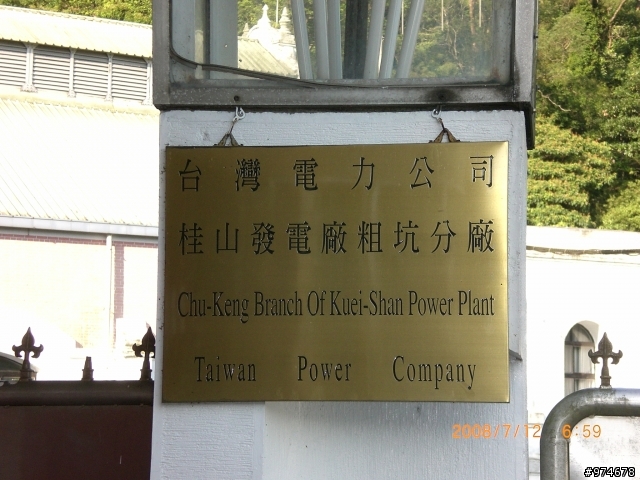 台灣電力公司
桂山發電廠粗坑分廠
Chu-Keng Branch Of Kuei-Shan Power Plant
Taiwan Power Company
2008/7/12 6:59
#974678